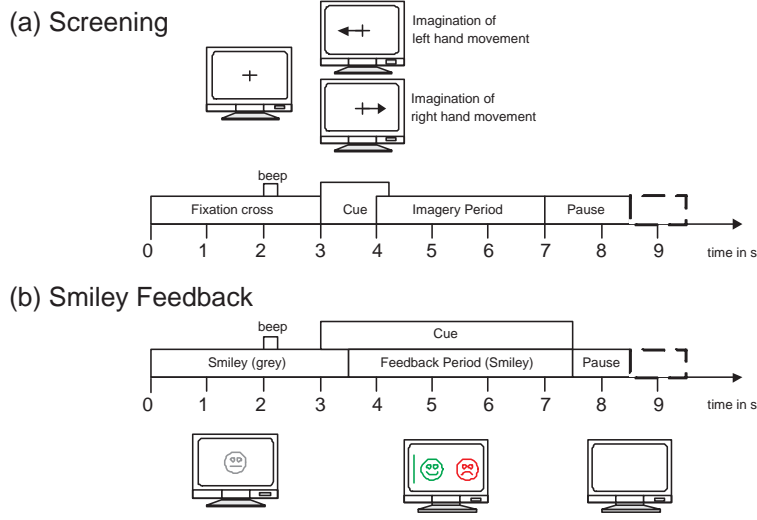 (a) Screening
Imagination of
left hand movement
Imagination of
right hand movement
beep
Fixation cross Cue Imagery Period Pause
0 1 2 3 4 5 6 7 8 9 time in s
(b) Smiley Feedback
beep
Cue
Smiley (grey) Feedback Period (Smiley) Pause
0 1 2 3 4 5 6 7 8 9 time in s